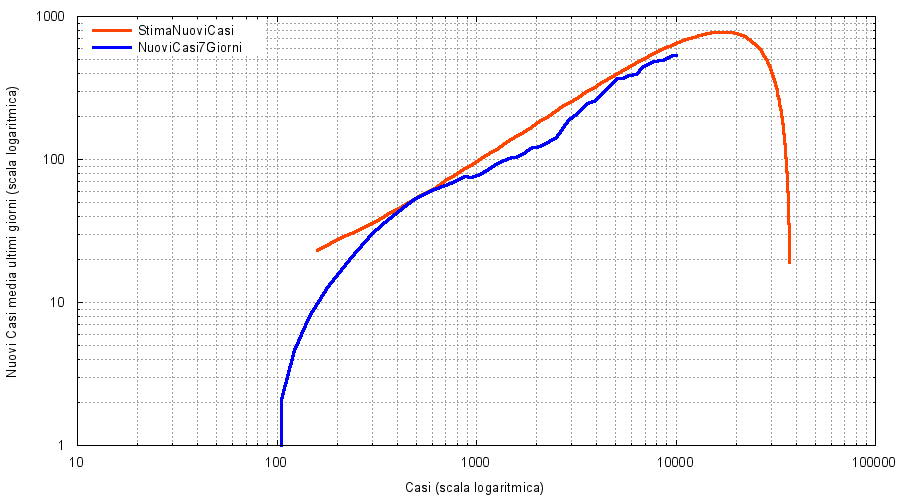 1000
StimaNuoviCasi
NuoviCasi7Giorni
100
10
1
Nuovi Casi media ultimi giorni (scala logaritmica)
10
100
1000
10000
100000
Casi (scala logaritmica)